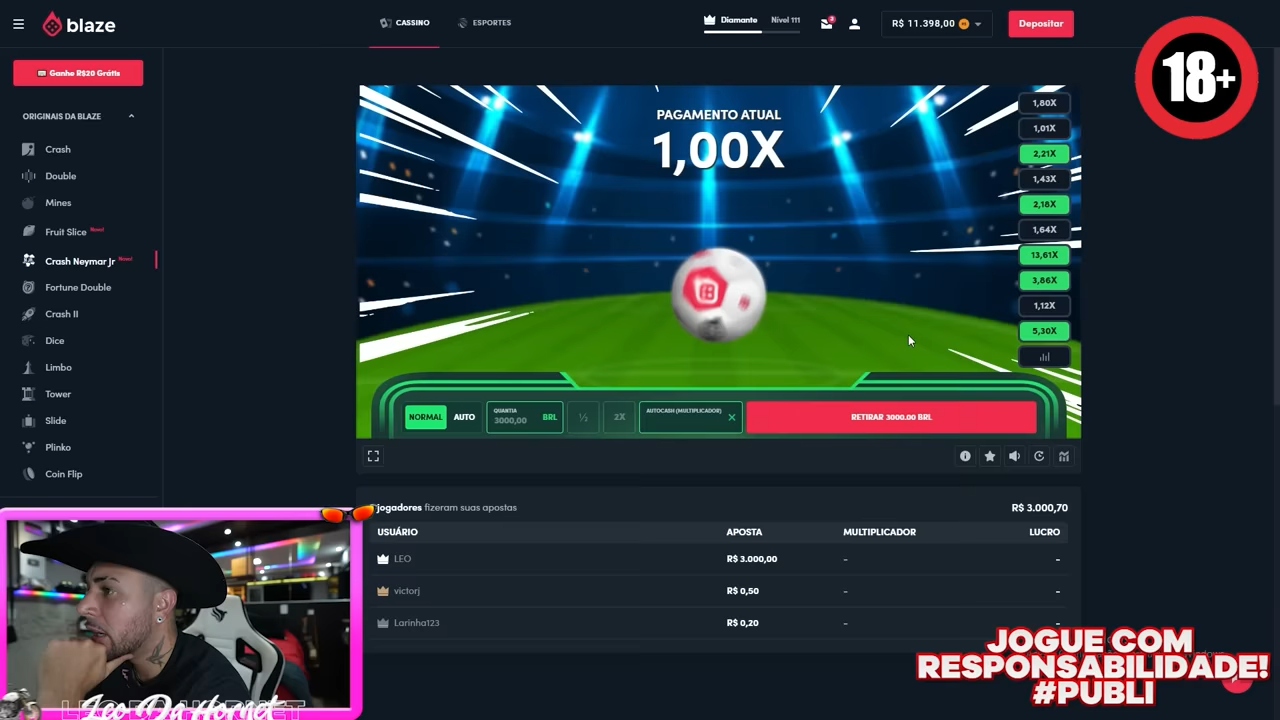 blaze
CASSINO
ESPORTES
Diamante
Nível 111
3
R$ 11.398,00
Depositar
18+
Ganhe R$20 Grátis
ORIGINAIS DA BLAZE
Crash
Double
Mines
Fruit Slice
Crash Neymar Jr
Fortune Double
Crash II
Dice
Limbo
Tower
Slide
Plinko
Coin Flip
PAGAMENTO ATUAL
1,00X
1,80X
1,01X
2,21X
1,43X
2,18X
1,64X
13,61X
3,86X
1,12X
5,30X
NORMAL
AUTO
QUANTIA
3000,00
BRL
½
2X
AUTOCASH (MULTIPLICADOR)
RETIRAR 3000.00 BRL
jogadores fizeram suas apostas
R$ 3.000,70
USUÁRIO
APOSTA
MULTIPLICADOR
LUCRO
LEO
R$ 3.000,00
-
-
victorj
R$ 0,50
-
-
Larinha123
R$ 0,20
-
-
JOGUE COM
RESPONSABILIDADE!
#PUBLI
Leo Da Hornet